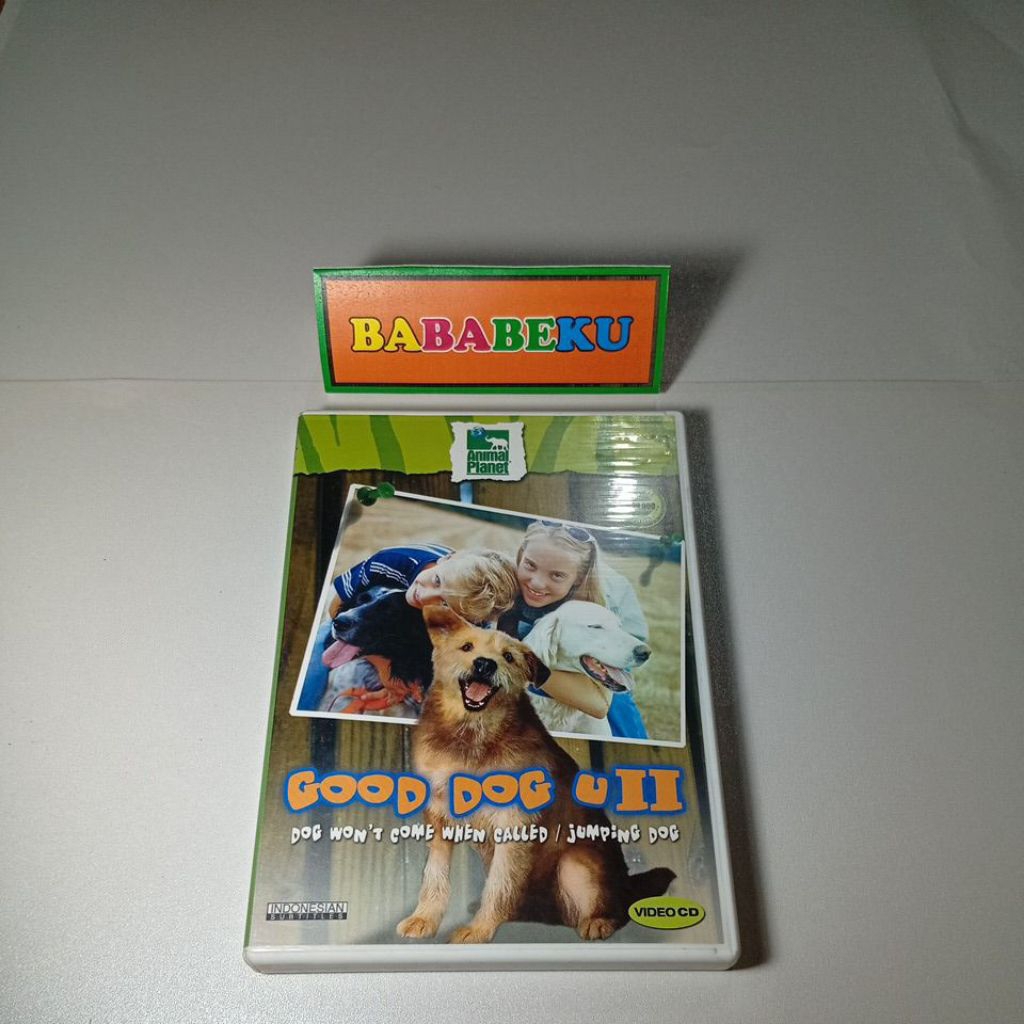 BABABEKU
Animal
Planet
GOOD DOG U II
DOG WON'T COME WHEN CALLED / JUMPING DOG
INDONESIAN
SUBTITLES
VIDEO CD